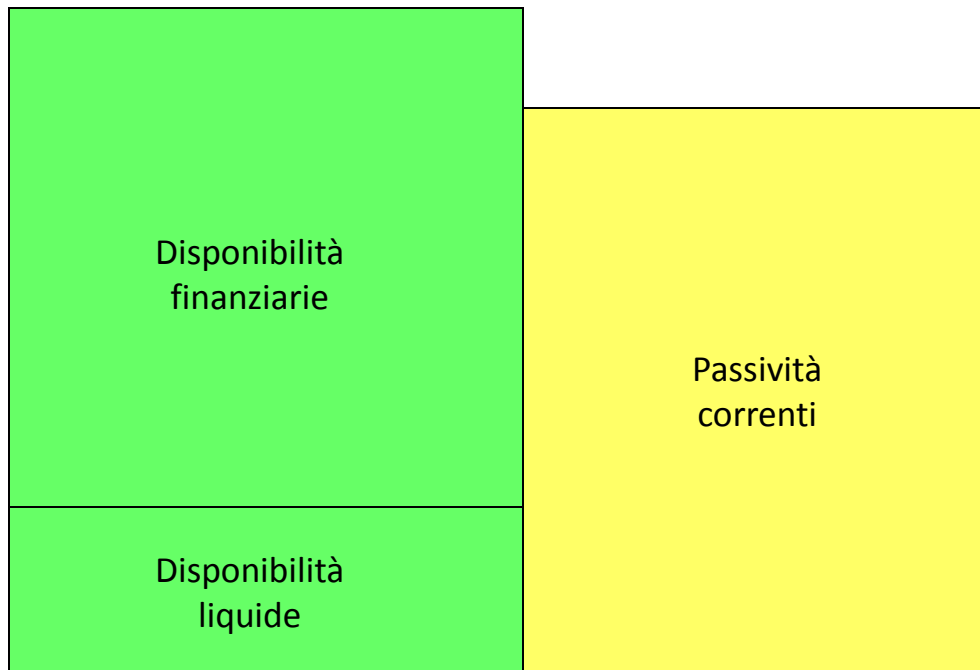 Disponibilità
finanziarie
Passività
correnti
Disponibilità
liquide